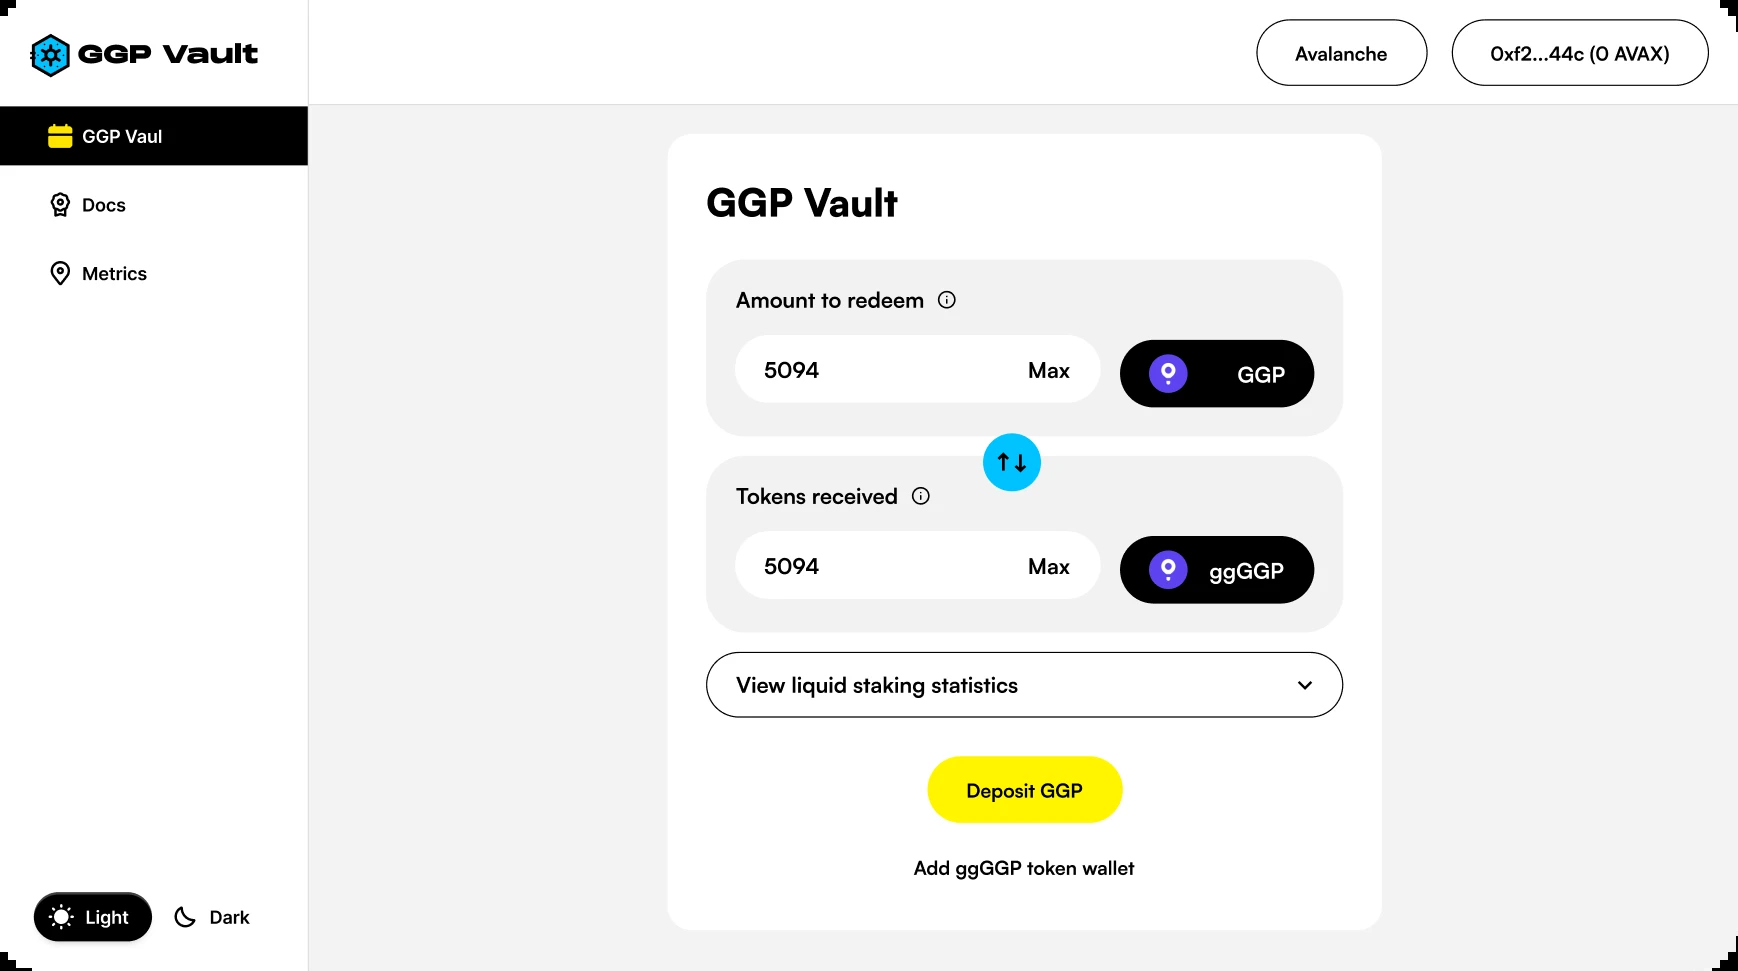 GGP Vault
Avalanche
0xf2...44c (0 AVAX)
GGP Vaul
Docs
Metrics
GGP Vault
Amount to redeem
5094
Max
GGP
Tokens received
5094
Max
ggGGP
View liquid staking statistics
Deposit GGP
Add ggGGP token wallet
Light
Dark